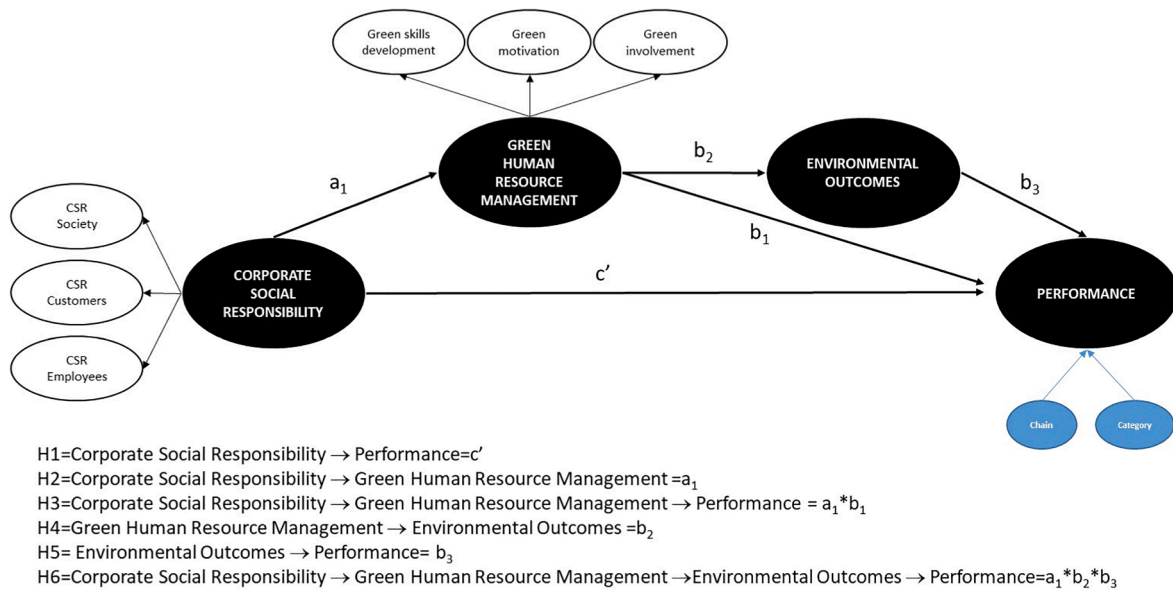 Green skills
development
Green
motivation
Green
involvement
GREEN
HUMAN
RESOURCE
MANAGEMENT
b₂
ENVIRONMENTAL
OUTCOMES
b₃
a₁
b₁
CSR
Society
CSR
Customers
CSR
Employees
CORPORATE
SOCIAL
RESPONSIBILITY
c’
PERFORMANCE
Chain
Category
H1=Corporate Social Responsibility → Performance=c’
H2=Corporate Social Responsibility → Green Human Resource Management =a₁
H3=Corporate Social Responsibility → Green Human Resource Management → Performance = a₁*b₁
H4=Green Human Resource Management → Environmental Outcomes =b₂
H5= Environmental Outcomes → Performance= b₃
H6=Corporate Social Responsibility → Green Human Resource Management →Environmental Outcomes → Performance=a₁*b₂*b₃